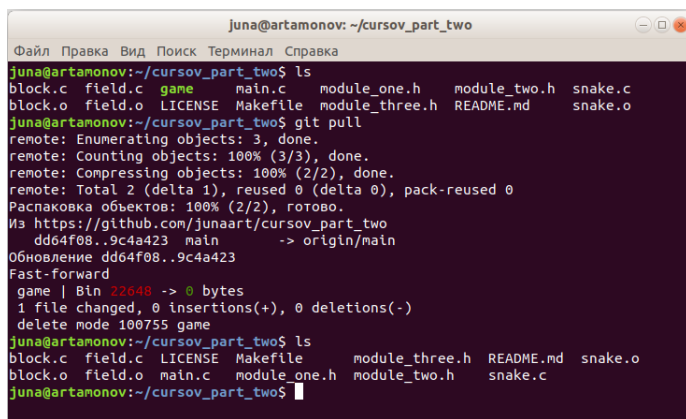 juna@artamonov: ~/cursov_part_two
Файл Правка Вид Поиск Терминал Справка
juna@artamonov:~/cursov_part_two$ ls
block.c  field.c  game     main.c    module_one.h    module_two.h  snake.c
block.o  field.o  LICENSE  Makefile  module_three.h  README.md     snake.o
juna@artamonov:~/cursov_part_two$ git pull
remote: Enumerating objects: 3, done.
remote: Counting objects: 100% (3/3), done.
remote: Compressing objects: 100% (2/2), done.
remote: Total 2 (delta 1), reused 0 (delta 0), pack-reused 0
Распаковка объектов: 100% (2/2), готово.
Из https://github.com/junaart/cursov_part_two
   dd64f08..9c4a423  main       -> origin/main
Обновление dd64f08..9c4a423
Fast-forward
 game | Bin 22648 -> 0 bytes
 1 file changed, 0 insertions(+), 0 deletions(-)
 delete mode 100755 game
juna@artamonov:~/cursov_part_two$ ls
block.c  field.c  LICENSE  Makefile      module_three.h  README.md  snake.o
block.o  field.o  main.c   module_one.h  module_two.h    snake.c
juna@artamonov:~/cursov_part_two$